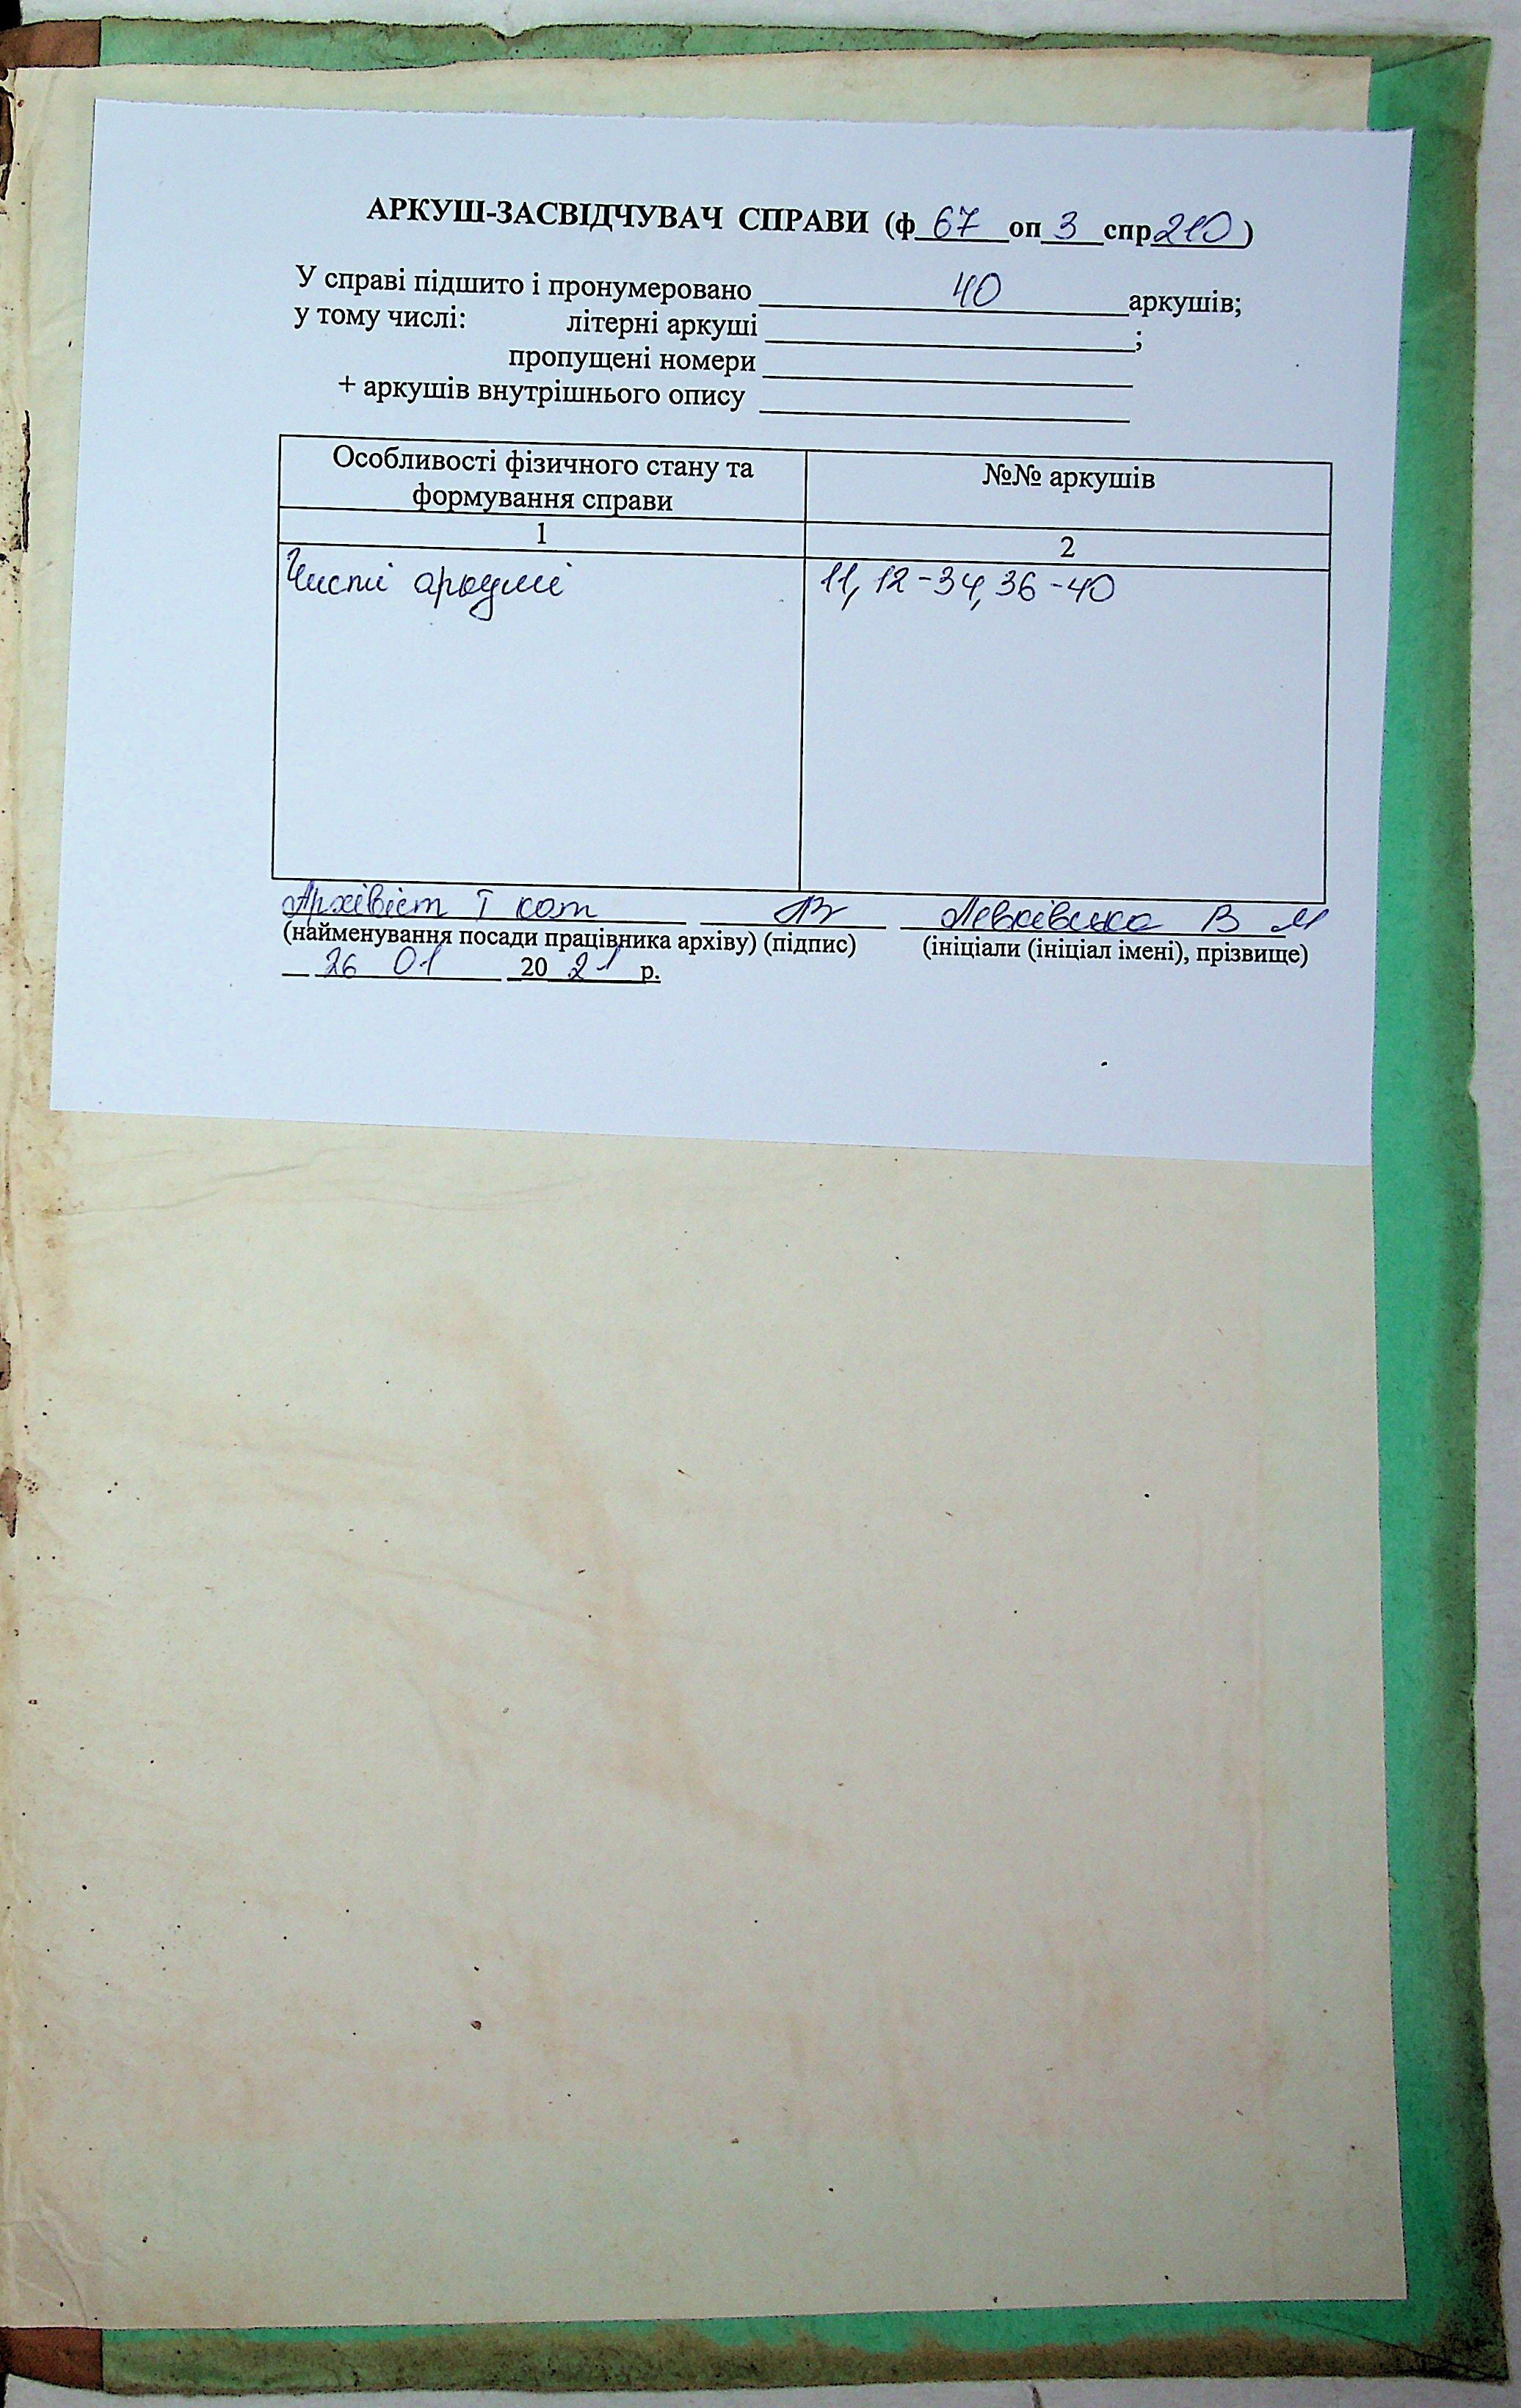 АРКУШ-ЗАСВІДЧУВАЧ СПРАВИ (ф 67 оп 3 спр 210)
У справі підшито і пронумеровано 40 аркушів;
у тому числі: літерні аркуші ;
пропущені номери
+ аркушів внутрішнього опису
Особливості фізичного стану та №№ аркушів
формування справи
1 2
Чисті аркуші 11, 12-34, 36-40
Архівіст I кат Левківська В М
(найменування посади працівника архіву) (підпис) (ініціали (ініціал імені), прізвище)
26 01 20 21 р.